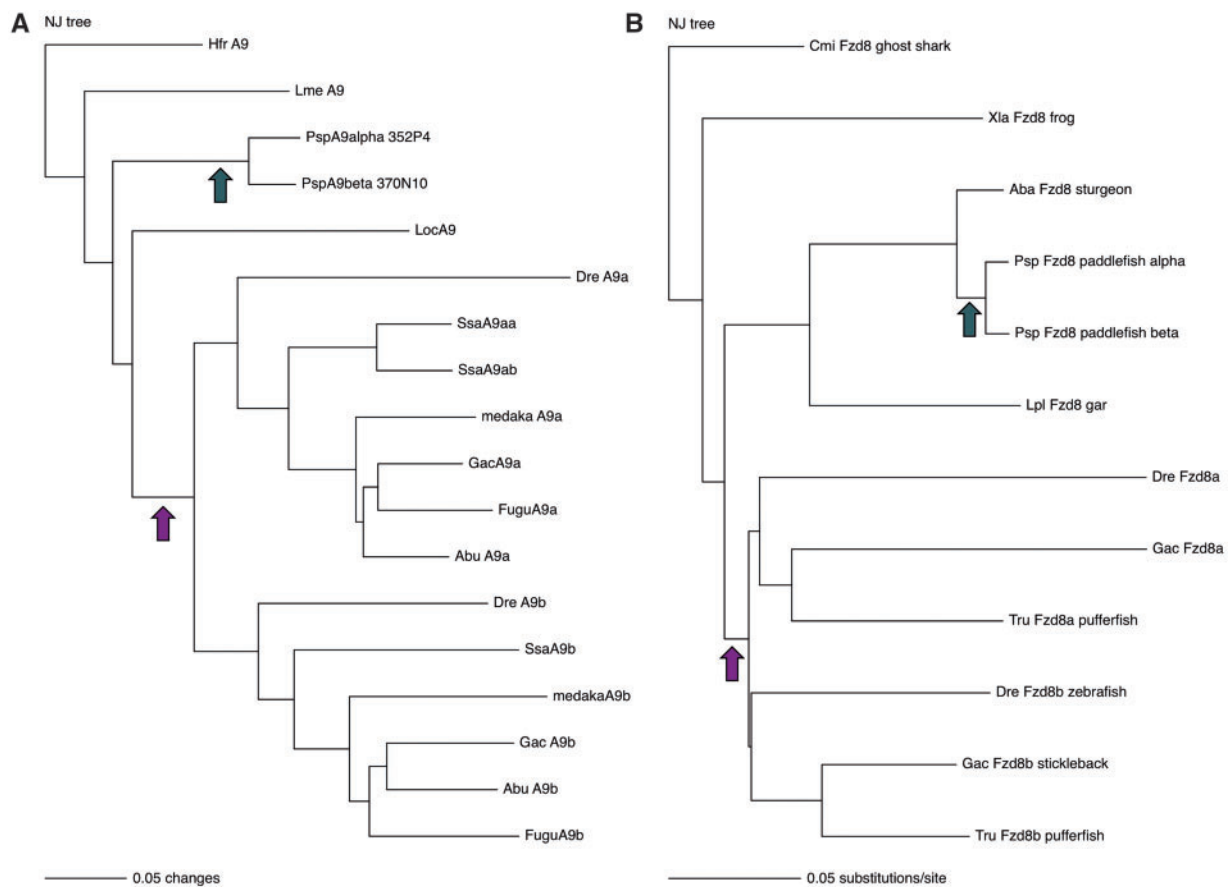 A
NJ tree
Hfr A9
Lme A9
PspA9alpha 352P4
PspA9beta 370N10
LocA9
Dre A9a
SsaA9aa
SsaA9ab
medaka A9a
GacA9a
FuguA9a
Abu A9a
Dre A9b
SsaA9b
medakaA9b
Gac A9b
Abu A9b
FuguA9b
0.05 changes
B
NJ tree
Cmi Fzd8 ghost shark
Xla Fzd8 frog
Aba Fzd8 sturgeon
Psp Fzd8 paddlefish alpha
Psp Fzd8 paddlefish beta
Lpl Fzd8 gar
Dre Fzd8a
Gac Fzd8a
Tru Fzd8a pufferfish
Dre Fzd8b zebrafish
Gac Fzd8b stickleback
Tru Fzd8b pufferfish
0.05 substitutions/site